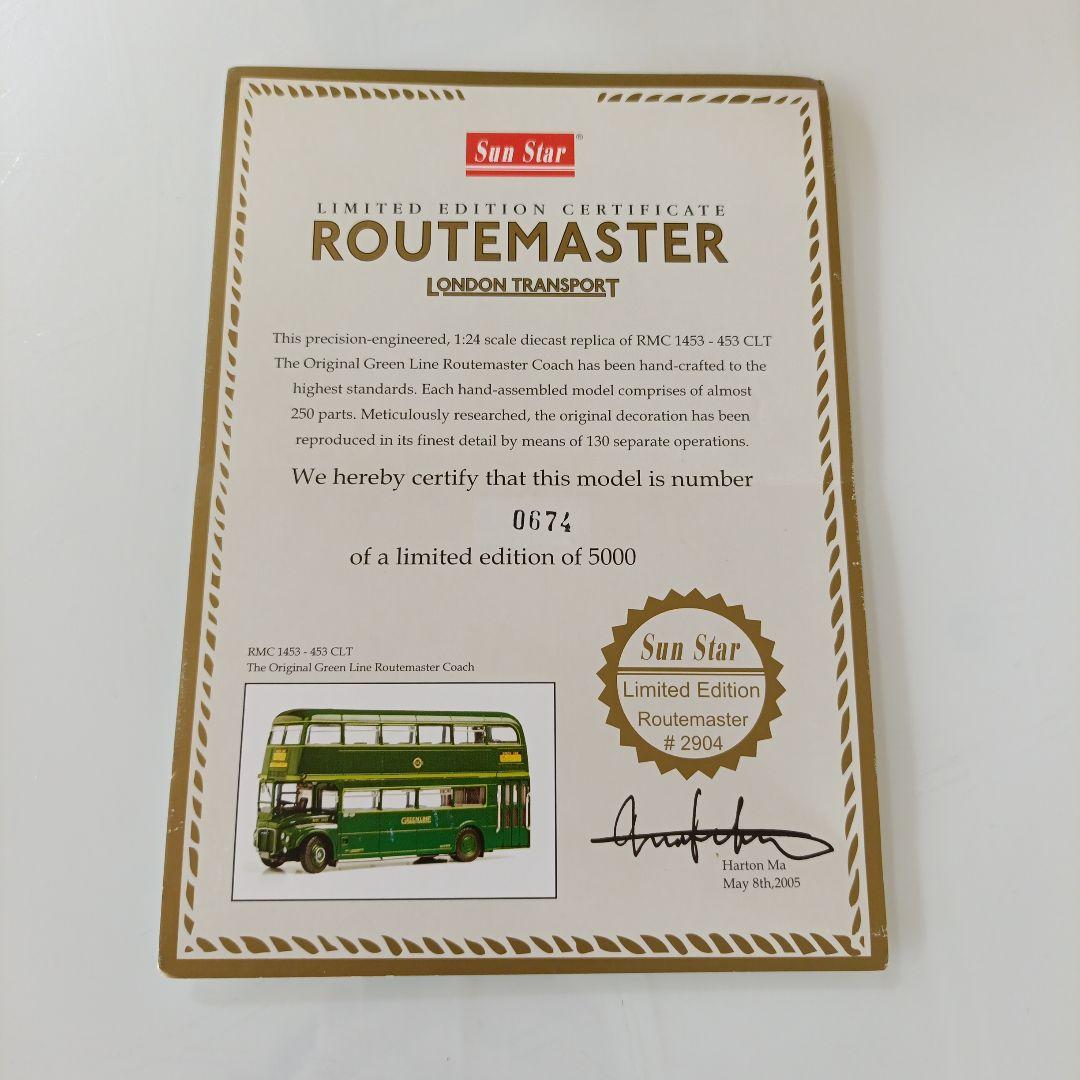 Sun Star®
LIMITED EDITION CERTIFICATE
ROUTEMASTER
LONDON TRANSPORT
This precision-engineered, 1:24 scale diecast replica of RMC 1453 - 453 CLT
The Original Green Line Routemaster Coach has been hand-crafted to the
highest standards. Each hand-assembled model comprises of almost
250 parts. Meticulously researched, the original decoration has been
reproduced in its finest detail by means of 130 separate operations.
We hereby certify that this model is number
0674
of a limited edition of 5000
RMC 1453 - 453 CLT
The Original Green Line Routemaster Coach
GREEN LINE
Sun Star
Limited Edition
Routemaster
# 2904
Harton Ma
May 8th,2005